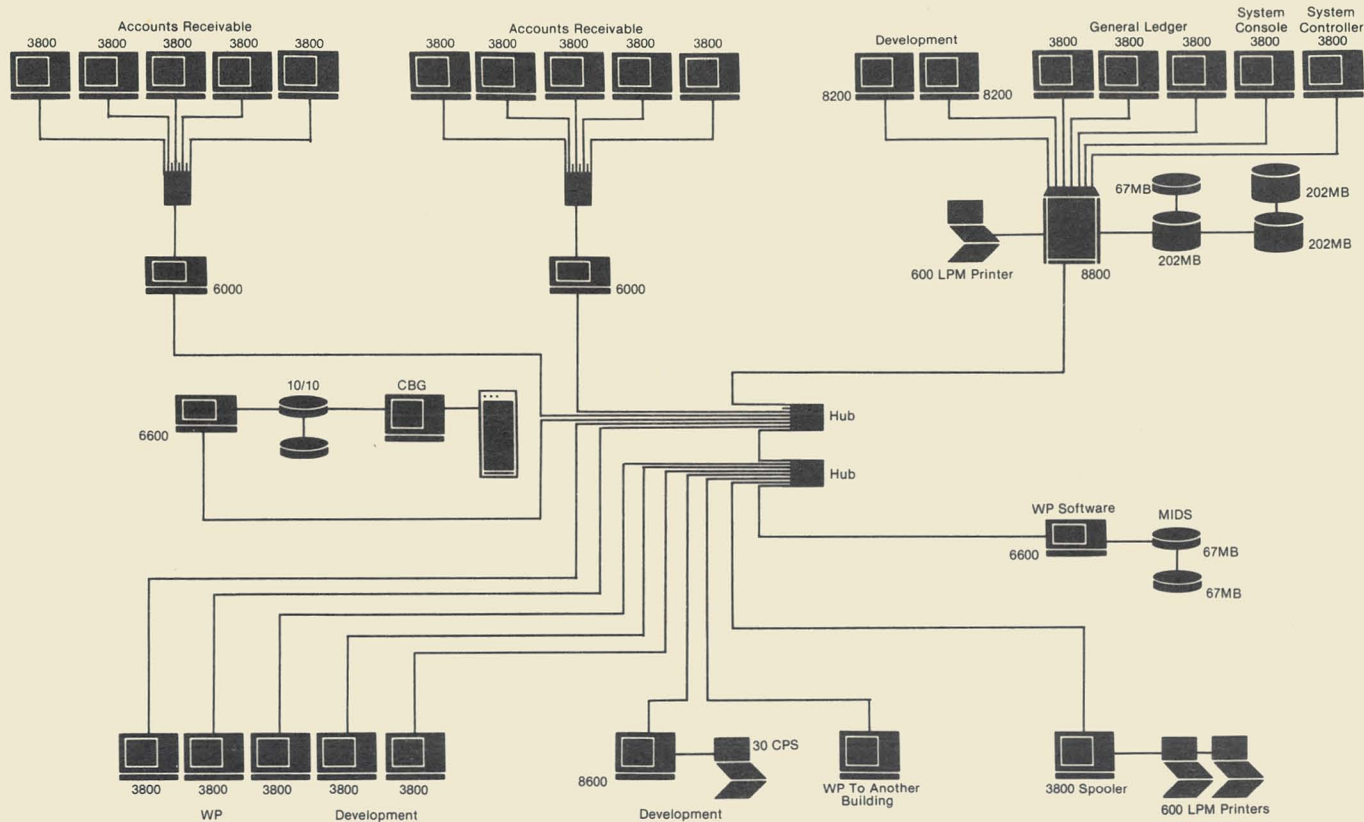 Accounts Receivable
3800 3800 3800 3800 3800
Accounts Receivable
3800 3800 3800 3800 3800
Development
8200
8200
General Ledger
3800 3800 3800
System
Console
3800
System
Controller
3800
67MB
202MB
202MB
202MB
600 LPM Printer
8800
6000
6000
10/10
CBG
6600
Hub
Hub
WP Software
6600
MIDS
67MB
67MB
3800 3800 3800 3800 3800
WP
Development
8600
30 CPS
Development
WP To Another
Building
3800 Spooler
600 LPM Printers